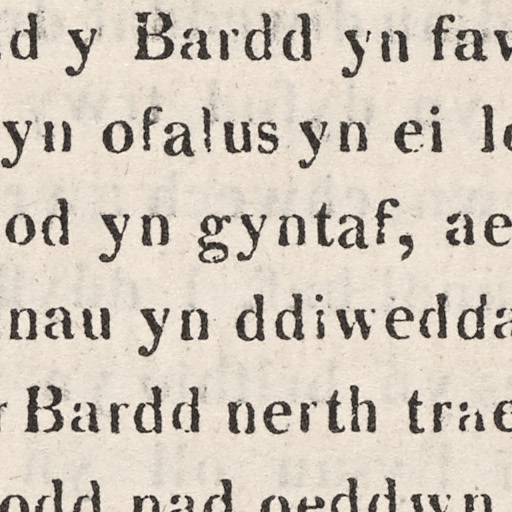 d y Bardd yn fav
yn ofalus yn ei l
od yn gyntaf, ae
nau yn ddiwedda
Bardd nerth trae
odd nad oeddwn